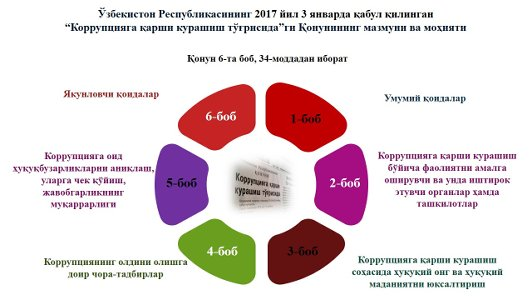 Ўзбекистон Республикасининг 2017 йил 3 январда қабул қилинган
“Коррупцияга қарши курашиш тўғрисида”ги Қонунининг мазмуни ва моҳияти
Қонун 6-та боб, 34-моддадан иборат
Якунловчи қоидалар
6-боб
1-боб
Умумий қоидалар
Коррупцияга оид
ҳуқуқбузарликларни аниқлаш,
уларга чек қўйиш,
жавобгарликнинг
муқаррарлиги
5-боб
Коррупцияга қарши
курашиш тўғрисида
2-боб
Коррупцияга қарши курашиш
бўйича фаолиятни амалга
оширувчи ва унда иштирок
этувчи органлар ҳамда
ташкилотлар
4-боб
3-боб
Коррупциянинг олдини олишга
доир чора-тадбирлар
Коррупцияга қарши курашиш
соҳасида ҳуқуқий онг ва ҳуқуқий
маданиятни юксалтириш